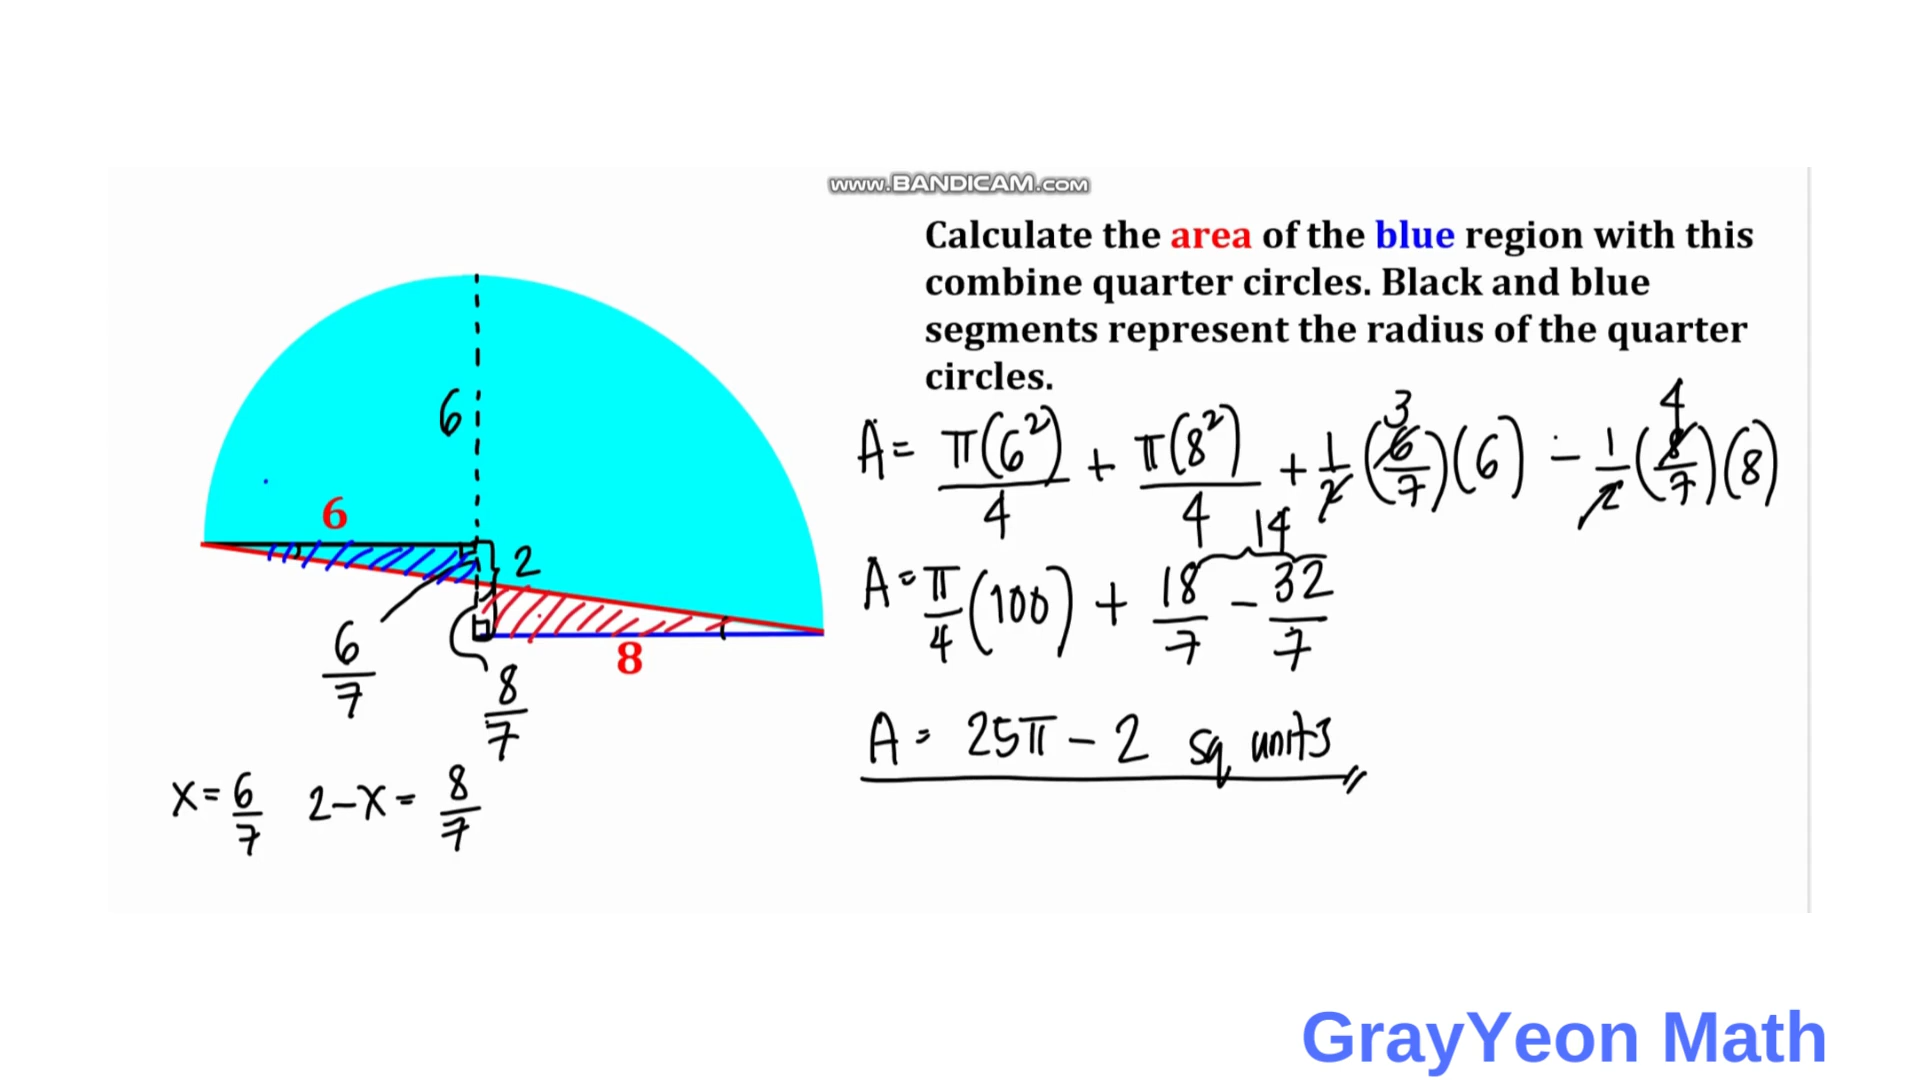 www.BANDICAM.com
Calculate the area of the blue region with this
combine quarter circles. Black and blue
segments represent the radius of the quarter
circles.
6
6
2
8
6/7
8/7
x = 6/7 2-x = 8/7
A = π(6²)/4 + π(8²)/4 + 1/2 (6/7)(6) - 1/2 (8/7)(8)
3
4
14
A = π/4 (100) + 18/7 - 32/7
A = 25π - 2 sq units
GrayYeon Math